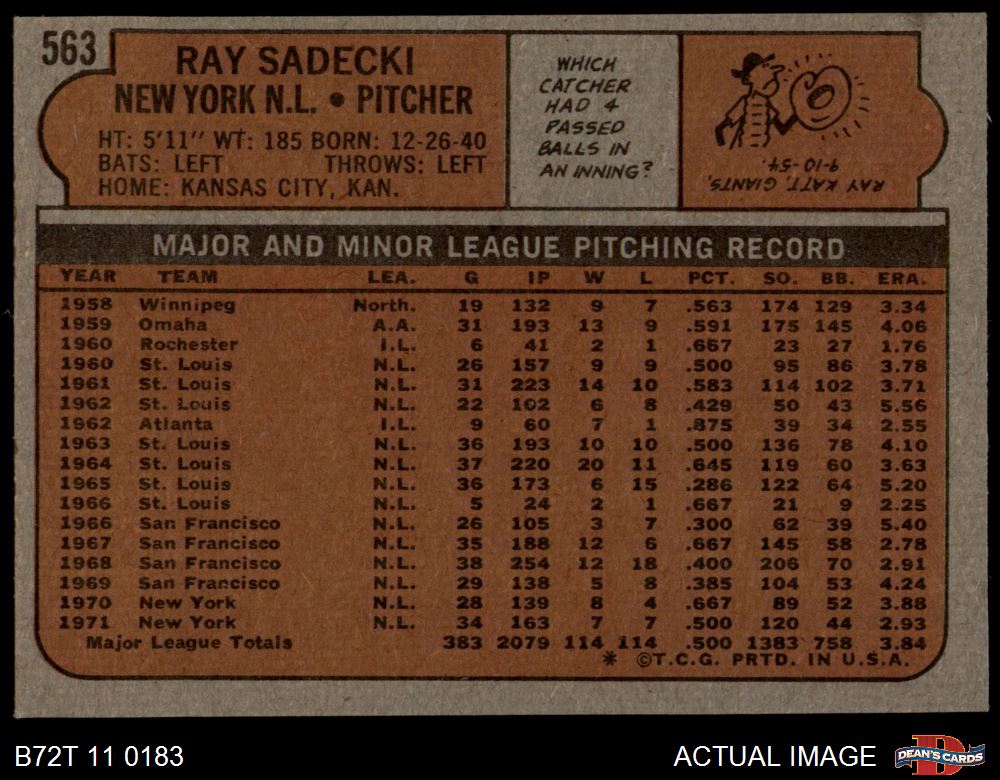 563
RAY SADECKI
NEW YORK N.L. • PITCHER
HT: 5'11" WT: 185 BORN: 12-26-40
BATS: LEFT THROWS: LEFT
HOME: KANSAS CITY, KAN.
WHICH
CATCHER
HAD 4
PASSED
BALLS IN
AN INNING?
RAY KATT, GIANTS,
9-10-54.
MAJOR AND MINOR LEAGUE PITCHING RECORD
YEAR TEAM LEA. G IP W L PCT. SO. BB. ERA.
1958 Winnipeg North. 19 132 9 7 .563 174 129 3.34
1959 Omaha A.A. 31 193 13 9 .591 175 145 4.06
1960 Rochester I.L. 6 41 2 1 .667 23 27 1.76
1960 St. Louis N.L. 26 157 9 9 .500 95 86 3.78
1961 St. Louis N.L. 31 223 14 10 .583 114 102 3.71
1962 St. Louis N.L. 22 102 6 8 .429 50 43 5.56
1962 Atlanta I.L. 9 60 7 1 .875 39 34 2.55
1963 St. Louis N.L. 36 193 10 10 .500 136 78 4.10
1964 St. Louis N.L. 37 220 20 11 .645 119 60 3.63
1965 St. Louis N.L. 36 173 6 15 .286 122 64 5.20
1966 St. Louis N.L. 5 24 2 1 .667 21 9 2.25
1966 San Francisco N.L. 26 105 3 7 .300 62 39 5.40
1967 San Francisco N.L. 35 188 12 6 .667 145 58 2.78
1968 San Francisco N.L. 38 254 12 18 .400 206 70 2.91
1969 San Francisco N.L. 29 138 5 8 .385 104 53 4.24
1970 New York N.L. 28 139 8 4 .667 89 52 3.88
1971 New York N.L. 34 163 7 7 .500 120 44 2.93
Major League Totals 383 2079 114 114 .500 1383 758 3.84
* ©T.C.G. PRTD. IN U.S.A.
B72T 11 0183
ACTUAL IMAGE
D
DEAN'S CARDS